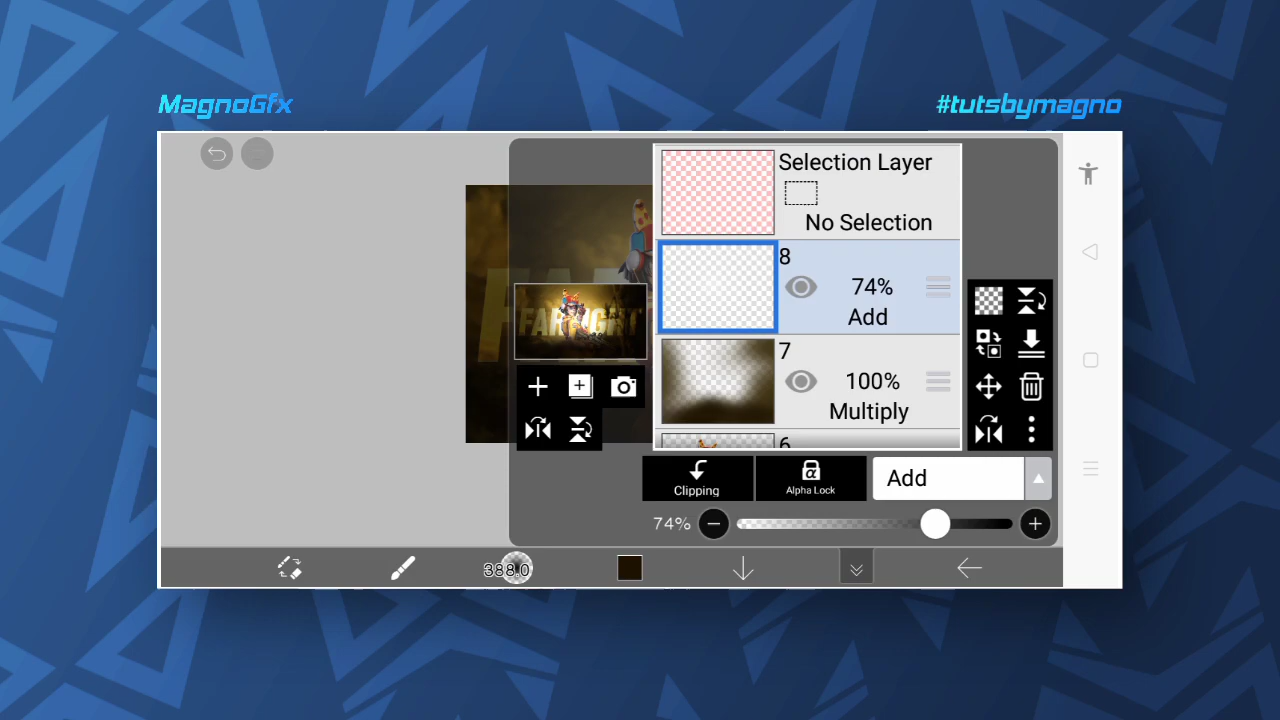 MagnoGfx
#tutsbymagno
Selection Layer
No Selection
8
74%
Add
7
100%
Multiply
6
FARLIGHT
Clipping
α
Alpha Lock
Add
74%
388.0